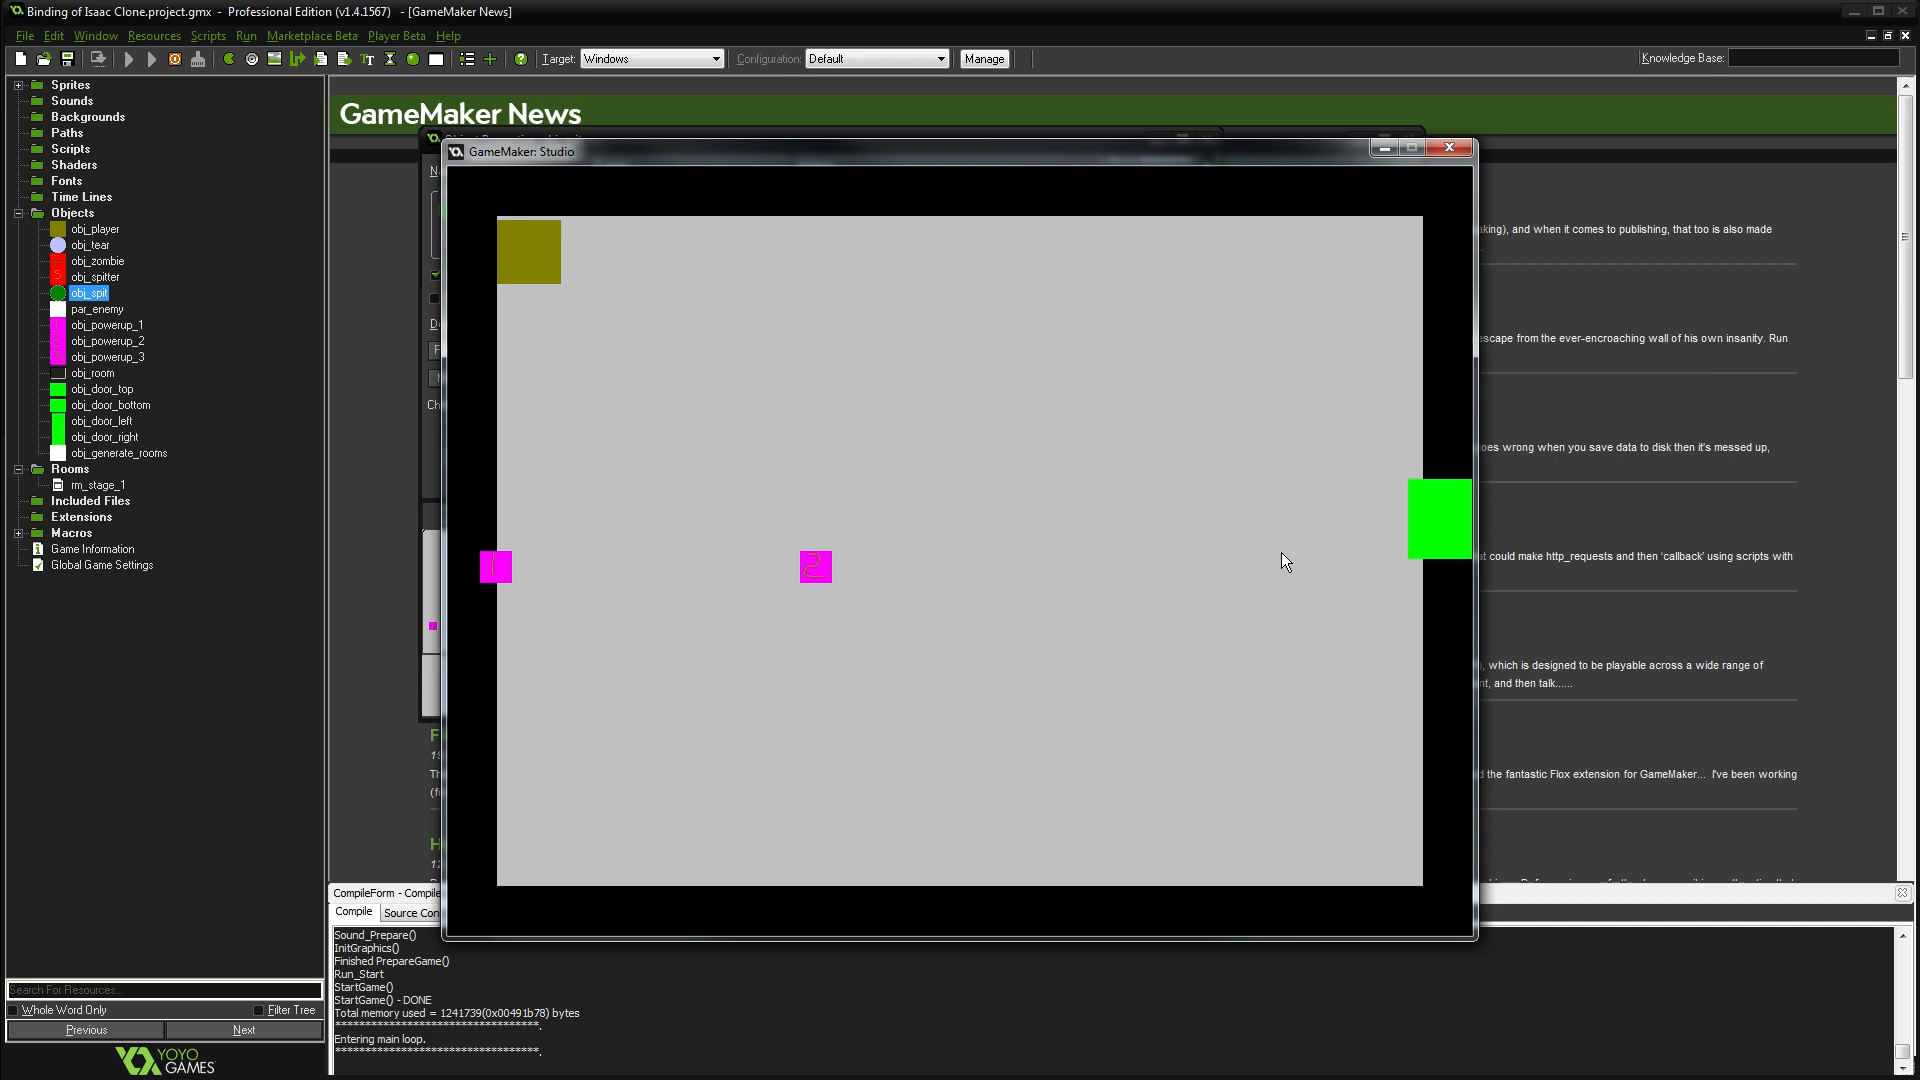 Binding of Isaac Clone.project.gmx - Professional Edition (v1.4.1567) - [GameMaker News]
File Edit Window Resources Scripts Run Marketplace Beta Player Beta Help
Target: Windows Configuration: Default Manage Knowledge Base:
Sprites
Sounds
Backgrounds
Paths
Scripts
Shaders
Fonts
Time Lines
Objects
obj_player
obj_tear
obj_zombie
obj_spitter
obj_spit
par_enemy
obj_powerup_1
obj_powerup_2
obj_powerup_3
obj_room
obj_door_top
obj_door_bottom
obj_door_left
obj_door_right
obj_generate_rooms
Rooms
rm_stage_1
Included Files
Extensions
Macros
Game Information
Global Game Settings
Search For Resources...
Whole Word Only Filter Tree
Previous Next
YOYO
GAMES
GameMaker News
GameMaker: Studio
1 2
king), and when it comes to publishing, that too is also made
scape from the ever-encroaching wall of his own insanity. Run
oes wrong when you save data to disk then it's messed up,
t could make http_requests and then 'callback' using scripts with
, which is designed to be playable across a wide range of
nt, and then talk......
the fantastic Flox extension for GameMaker... I've been working
CompileForm - Compile
Compile Source Con
Sound_Prepare()
InitGraphics()
Finished PrepareGame()
Run_Start
StartGame()
StartGame() - DONE
Total memory used = 1241739(0x00491b78) bytes
**********************************.
Entering main loop.
**********************************.